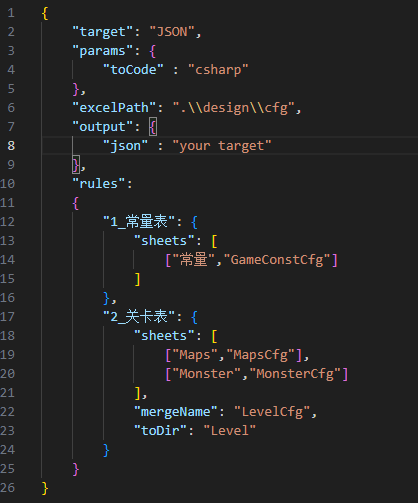 1 {
2     "target": "JSON",
3     "params": {
4         "toCode" : "csharp"
5     },
6     "excelPath": ".\\design\\cfg",
7     "output": {
8         "json" : "your target"
9     },
10     "rules":
11     {
12         "1_常量表": {
13             "sheets": [
14                 ["常量","GameConstCfg"]
15             ]
16         },
17         "2_关卡表": {
18             "sheets": [
19                 ["Maps","MapsCfg"],
20                 ["Monster","MonsterCfg"]
21             ],
22             "mergeName": "LevelCfg",
23             "toDir": "Level"
24         }
25     }
26 }